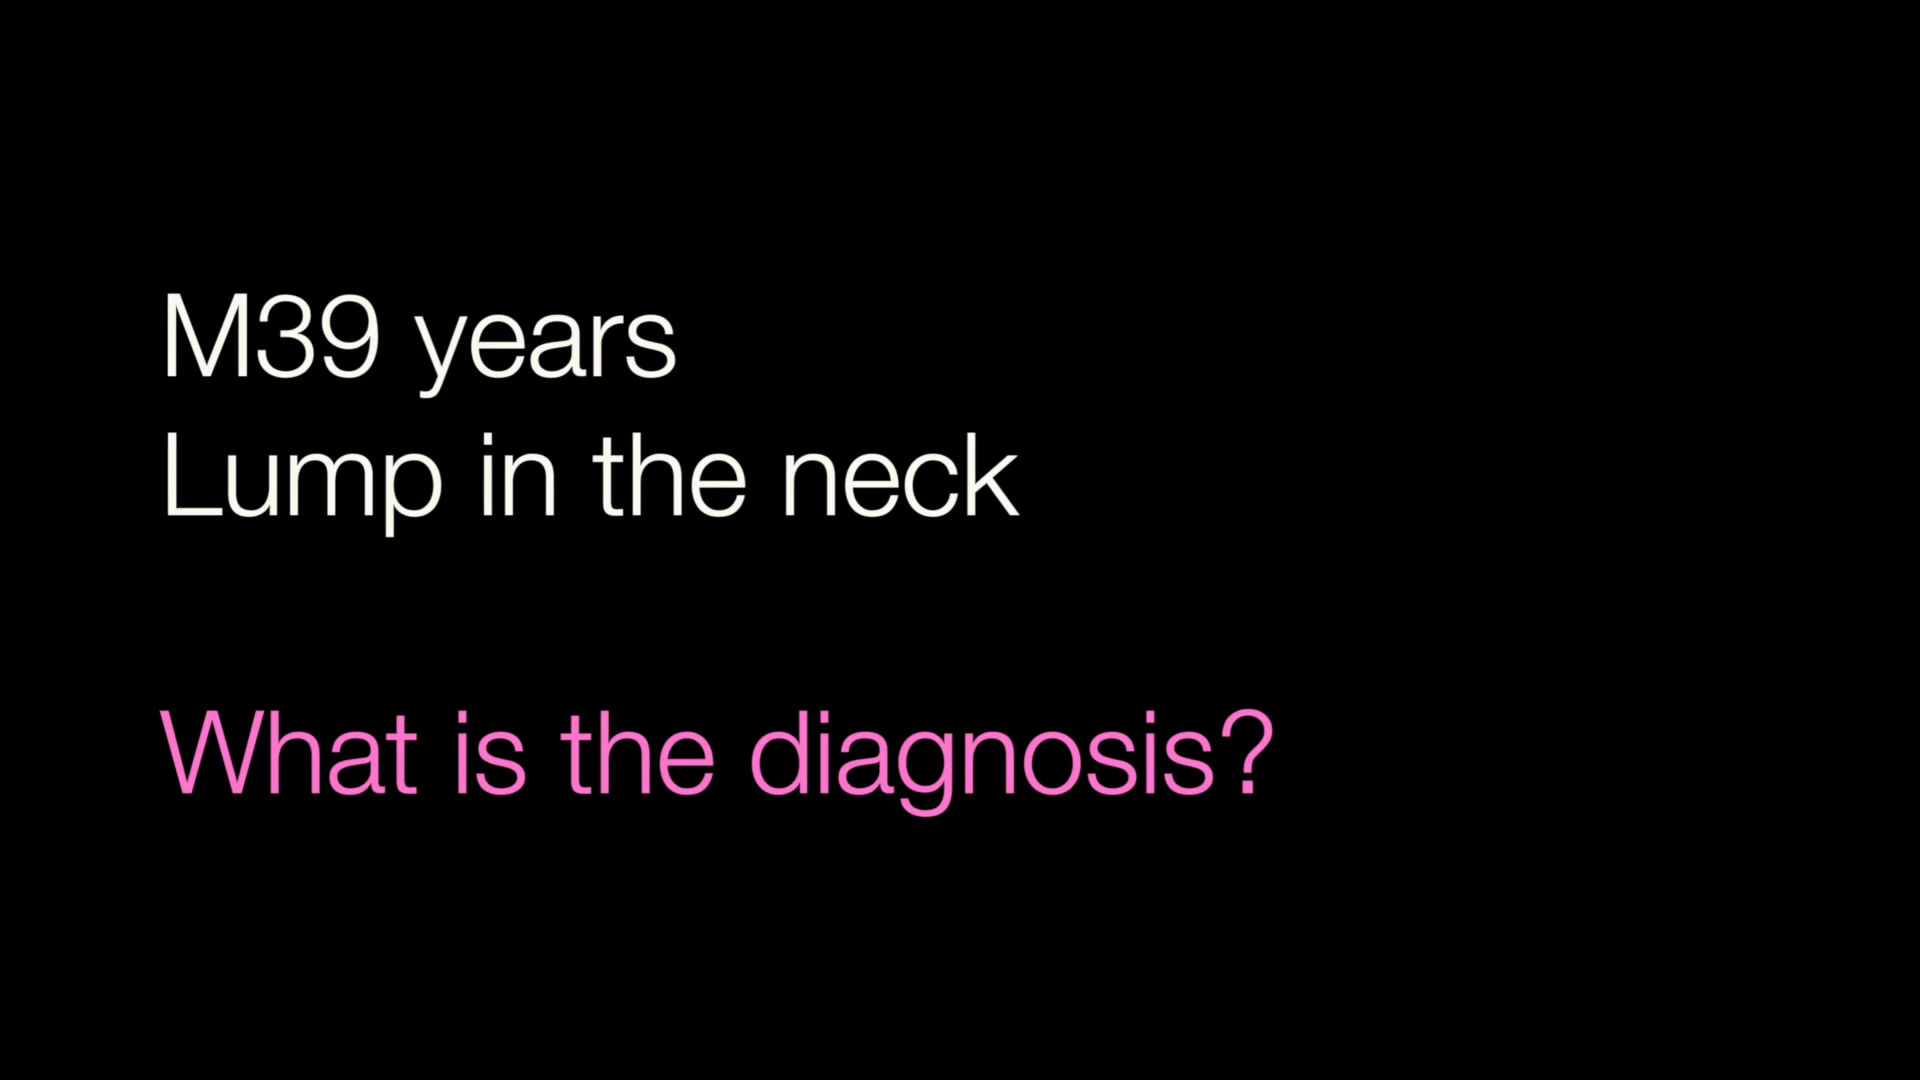 M39 years
Lump in the neck
What is the diagnosis?